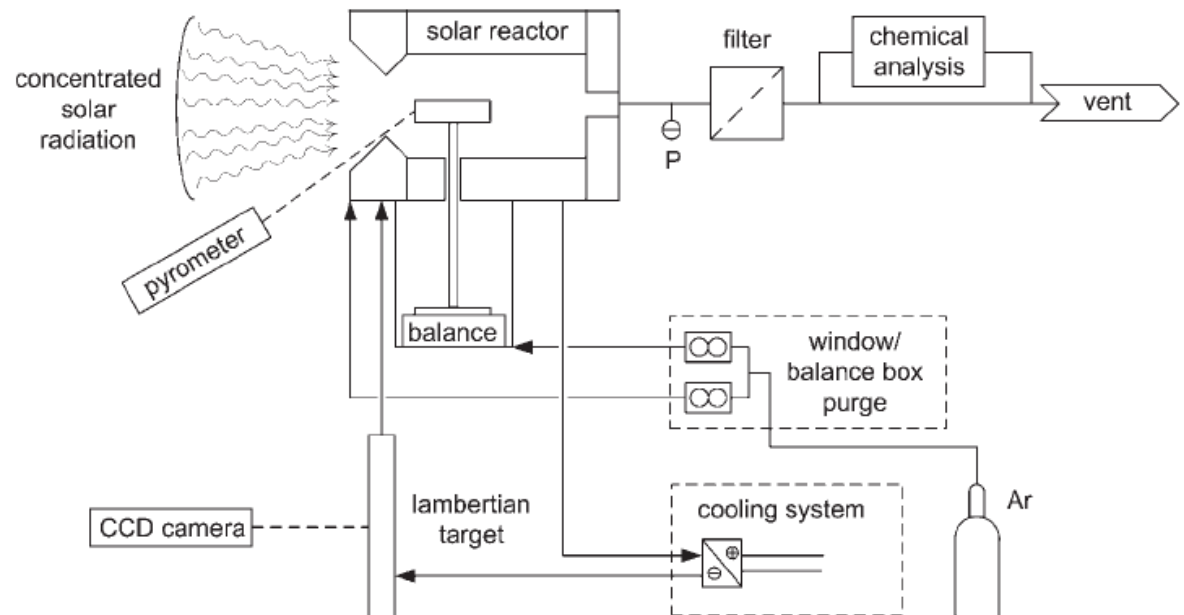 solar reactor
filter
chemical
analysis
vent
concentrated
solar
radiation
P
pyrometer
balance
window/
balance box
purge
Ar
lambertian
target
cooling system
CCD camera
⊕
⊖